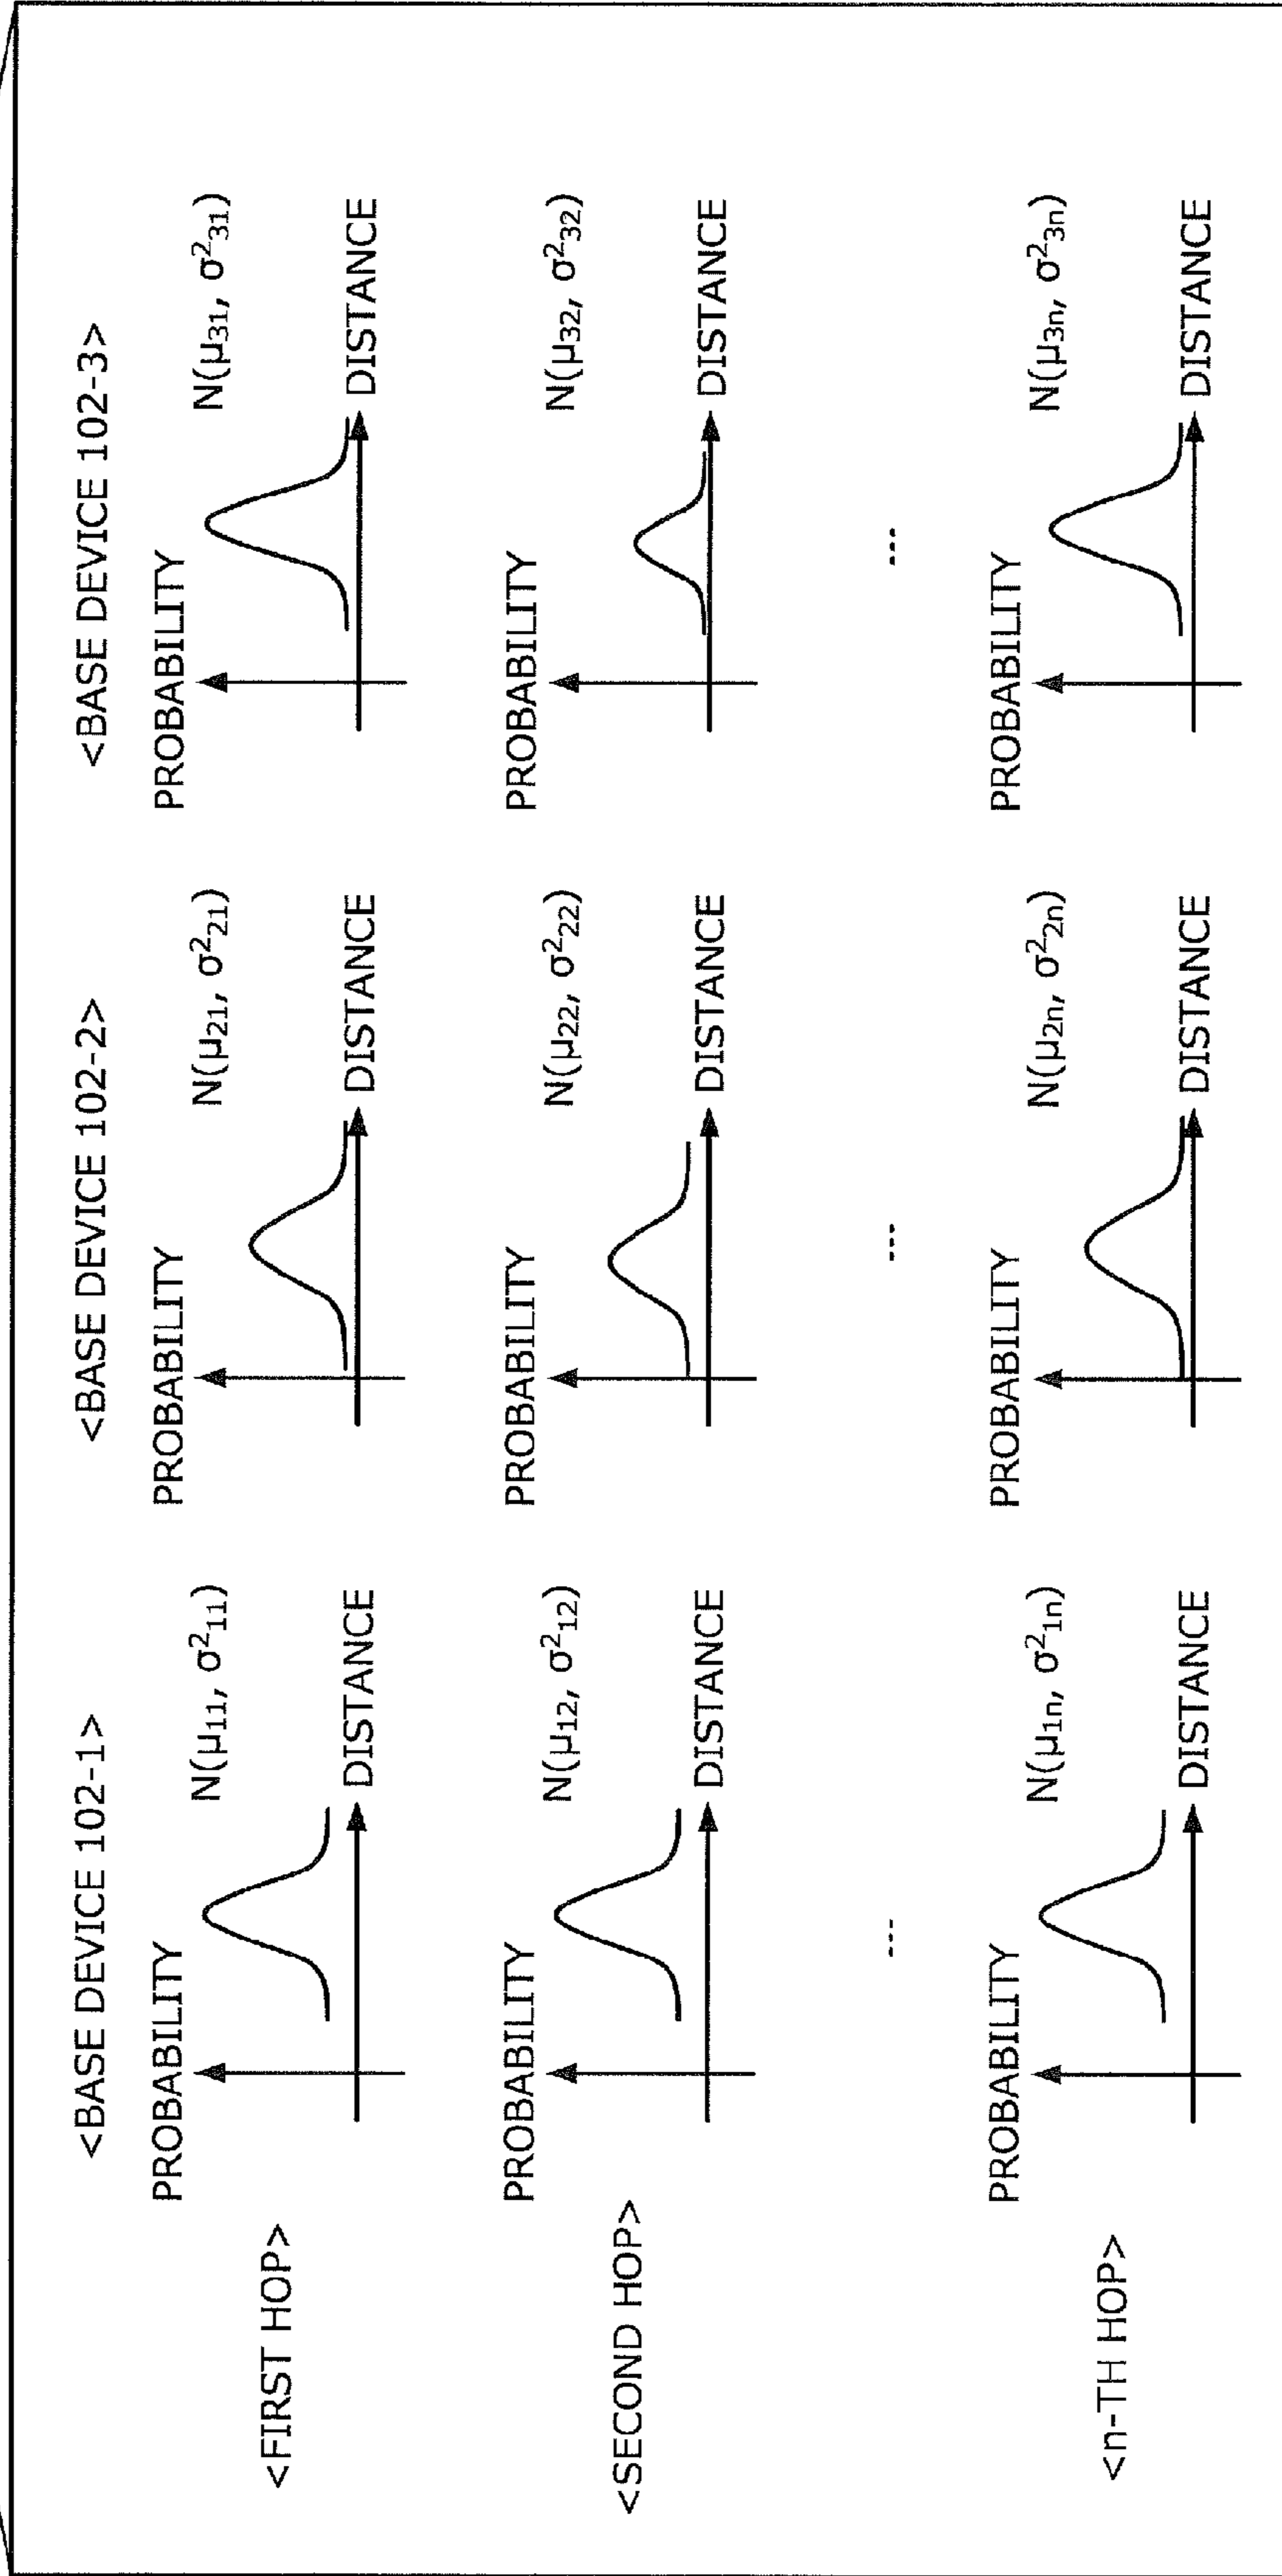 <BASE DEVICE 102-1>
<BASE DEVICE 102-2>
<BASE DEVICE 102-3>
<FIRST HOP>
PROBABILITY
N(μ11, σ²11)
DISTANCE
PROBABILITY
N(μ21, σ²21)
DISTANCE
PROBABILITY
N(μ31, σ²31)
DISTANCE
<SECOND HOP>
PROBABILITY
N(μ12, σ²12)
DISTANCE
PROBABILITY
N(μ22, σ²22)
DISTANCE
PROBABILITY
N(μ32, σ²32)
DISTANCE
...
...
...
<n-TH HOP>
PROBABILITY
N(μ1n, σ²1n)
DISTANCE
PROBABILITY
N(μ2n, σ²2n)
DISTANCE
PROBABILITY
N(μ3n, σ²3n)
DISTANCE